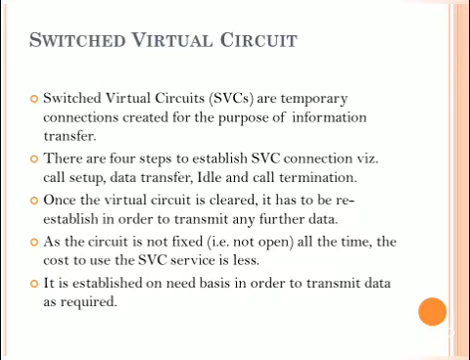 SWITCHED VIRTUAL CIRCUIT
Switched Virtual Circuits (SVCs) are temporary
connections created for the purpose of information
transfer.
There are four steps to establish SVC connection viz.
call setup, data transfer, Idle and call termination.
Once the virtual circuit is cleared, it has to be re-
establish in order to transmit any further data.
As the circuit is not fixed (i.e. not open) all the time, the
cost to use the SVC service is less.
It is established on need basis in order to transmit data
as required.